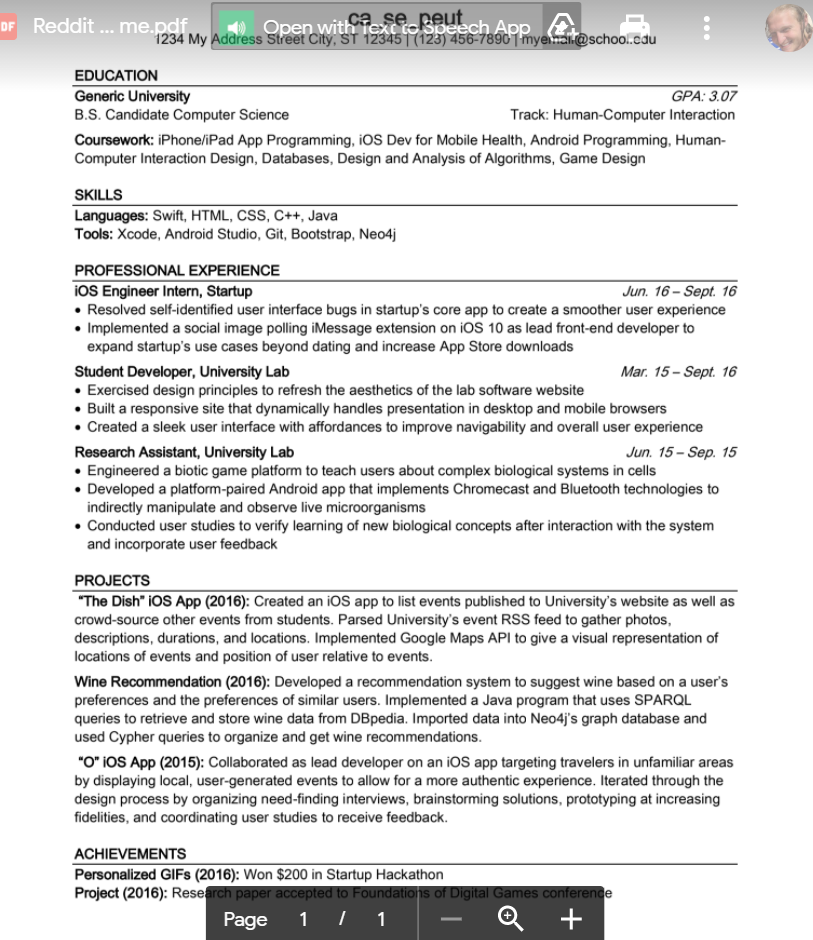 ca_se_peut
Reddit ... me.pdf
Open with Text to Speech App
1234 My Address Street City, ST 12345 | (123) 456-7890 | myemail@school.edu
EDUCATION
Generic University GPA: 3.07
B.S. Candidate Computer Science Track: Human-Computer Interaction
Coursework: iPhone/iPad App Programming, iOS Dev for Mobile Health, Android Programming, Human-
Computer Interaction Design, Databases, Design and Analysis of Algorithms, Game Design
SKILLS
Languages: Swift, HTML, CSS, C++, Java
Tools: Xcode, Android Studio, Git, Bootstrap, Neo4j
PROFESSIONAL EXPERIENCE
iOS Engineer Intern, Startup Jun. 16 – Sept. 16
• Resolved self-identified user interface bugs in startup's core app to create a smoother user experience
• Implemented a social image polling iMessage extension on iOS 10 as lead front-end developer to
expand startup's use cases beyond dating and increase App Store downloads
Student Developer, University Lab Mar. 15 – Sept. 16
• Exercised design principles to refresh the aesthetics of the lab software website
• Built a responsive site that dynamically handles presentation in desktop and mobile browsers
• Created a sleek user interface with affordances to improve navigability and overall user experience
Research Assistant, University Lab Jun. 15 – Sep. 15
• Engineered a biotic game platform to teach users about complex biological systems in cells
• Developed a platform-paired Android app that implements Chromecast and Bluetooth technologies to
indirectly manipulate and observe live microorganisms
• Conducted user studies to verify learning of new biological concepts after interaction with the system
and incorporate user feedback
PROJECTS
"The Dish" iOS App (2016): Created an iOS app to list events published to University's website as well as
crowd-source other events from students. Parsed University's event RSS feed to gather photos,
descriptions, durations, and locations. Implemented Google Maps API to give a visual representation of
locations of events and position of user relative to events.
Wine Recommendation (2016): Developed a recommendation system to suggest wine based on a user's
preferences and the preferences of similar users. Implemented a Java program that uses SPARQL
queries to retrieve and store wine data from DBpedia. Imported data into Neo4j's graph database and
used Cypher queries to organize and get wine recommendations.
"O" iOS App (2015): Collaborated as lead developer on an iOS app targeting travelers in unfamiliar areas
by displaying local, user-generated events to allow for a more authentic experience. Iterated through the
design process by organizing need-finding interviews, brainstorming solutions, prototyping at increasing
fidelities, and coordinating user studies to receive feedback.
ACHIEVEMENTS
Personalized GIFs (2016): Won $200 in Startup Hackathon
Project (2016): Research paper accepted to Foundations of Digital Games conference
Page 1 / 1